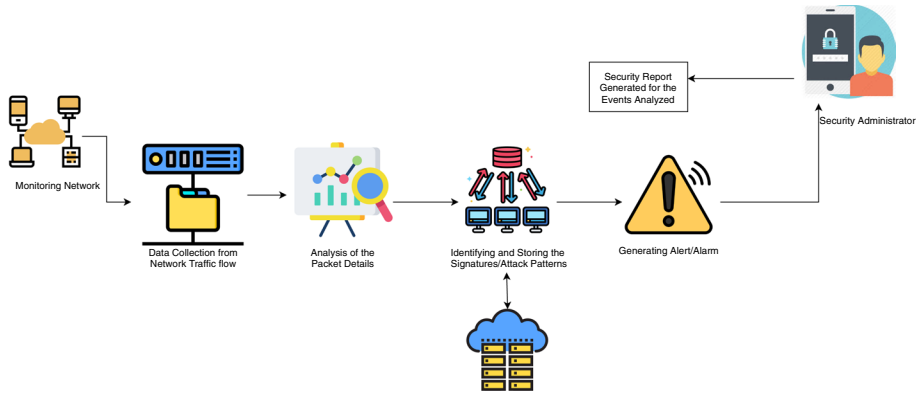 Monitoring Network
Data Collection from
Network Traffic flow
Analysis of the
Packet Details
Identifying and Storing the
Signatures/Attack Patterns
Generating Alert/Alarm
Security Administrator
Security Report
Generated for the
Events Analyzed